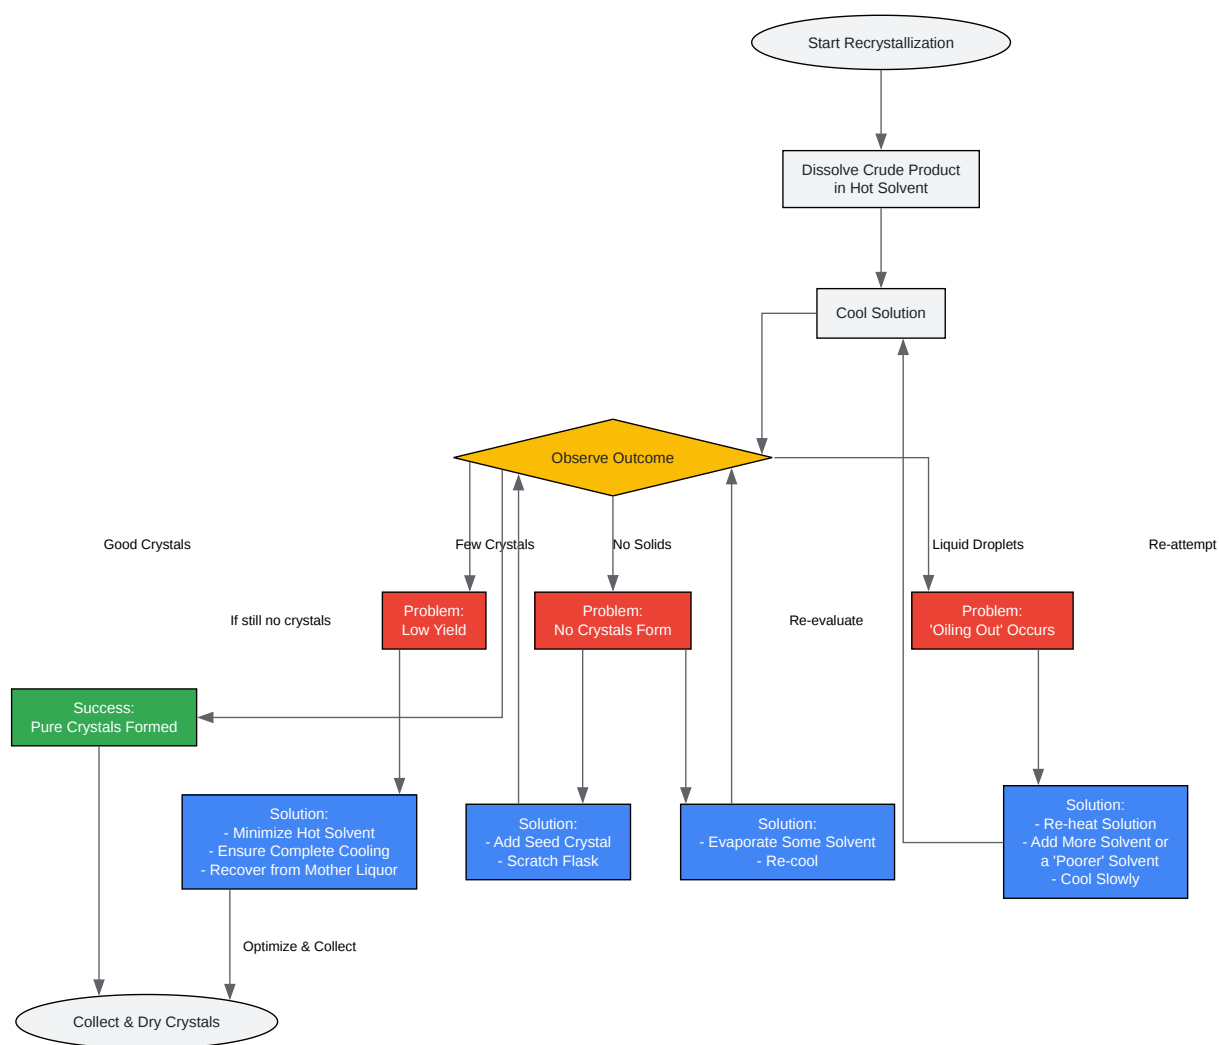 Start Recrystallization
Dissolve Crude Product
in Hot Solvent
Cool Solution
Observe Outcome
Good Crystals
Few Crystals
No Solids
Liquid Droplets
Re-attempt
If still no crystals
Re-evaluate
Problem:
Low Yield
Problem:
No Crystals Form
Problem:
'Oiling Out' Occurs
Success:
Pure Crystals Formed
Solution:
- Minimize Hot Solvent
- Ensure Complete Cooling
- Recover from Mother Liquor
Solution:
- Add Seed Crystal
- Scratch Flask
Solution:
- Evaporate Some Solvent
- Re-cool
Solution:
- Re-heat Solution
- Add More Solvent or
a 'Poorer' Solvent
- Cool Slowly
Optimize & Collect
Collect & Dry Crystals